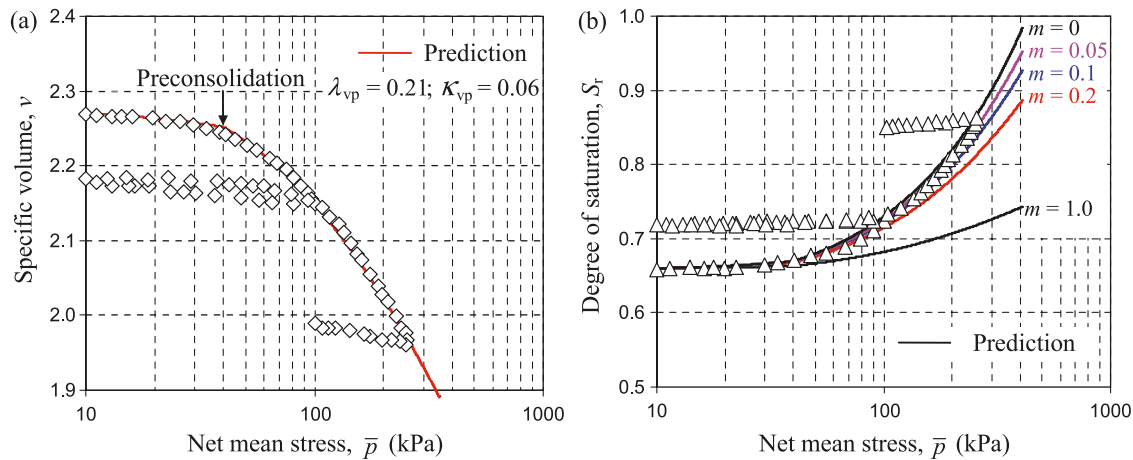 (a)
2.4
2.3
2.2
2.1
2.0
1.9
Specific volume, v
Prediction
Preconsolidation
λvp = 0.21; κvp = 0.06
10
100
1000
Net mean stress, p̅ (kPa)
(b)
1.0
0.9
0.8
0.7
0.6
0.5
Degree of saturation, Sr
m = 0
m = 0.05
m = 0.1
m = 0.2
m = 1.0
Prediction
10
100
1000
Net mean stress, p̅ (kPa)